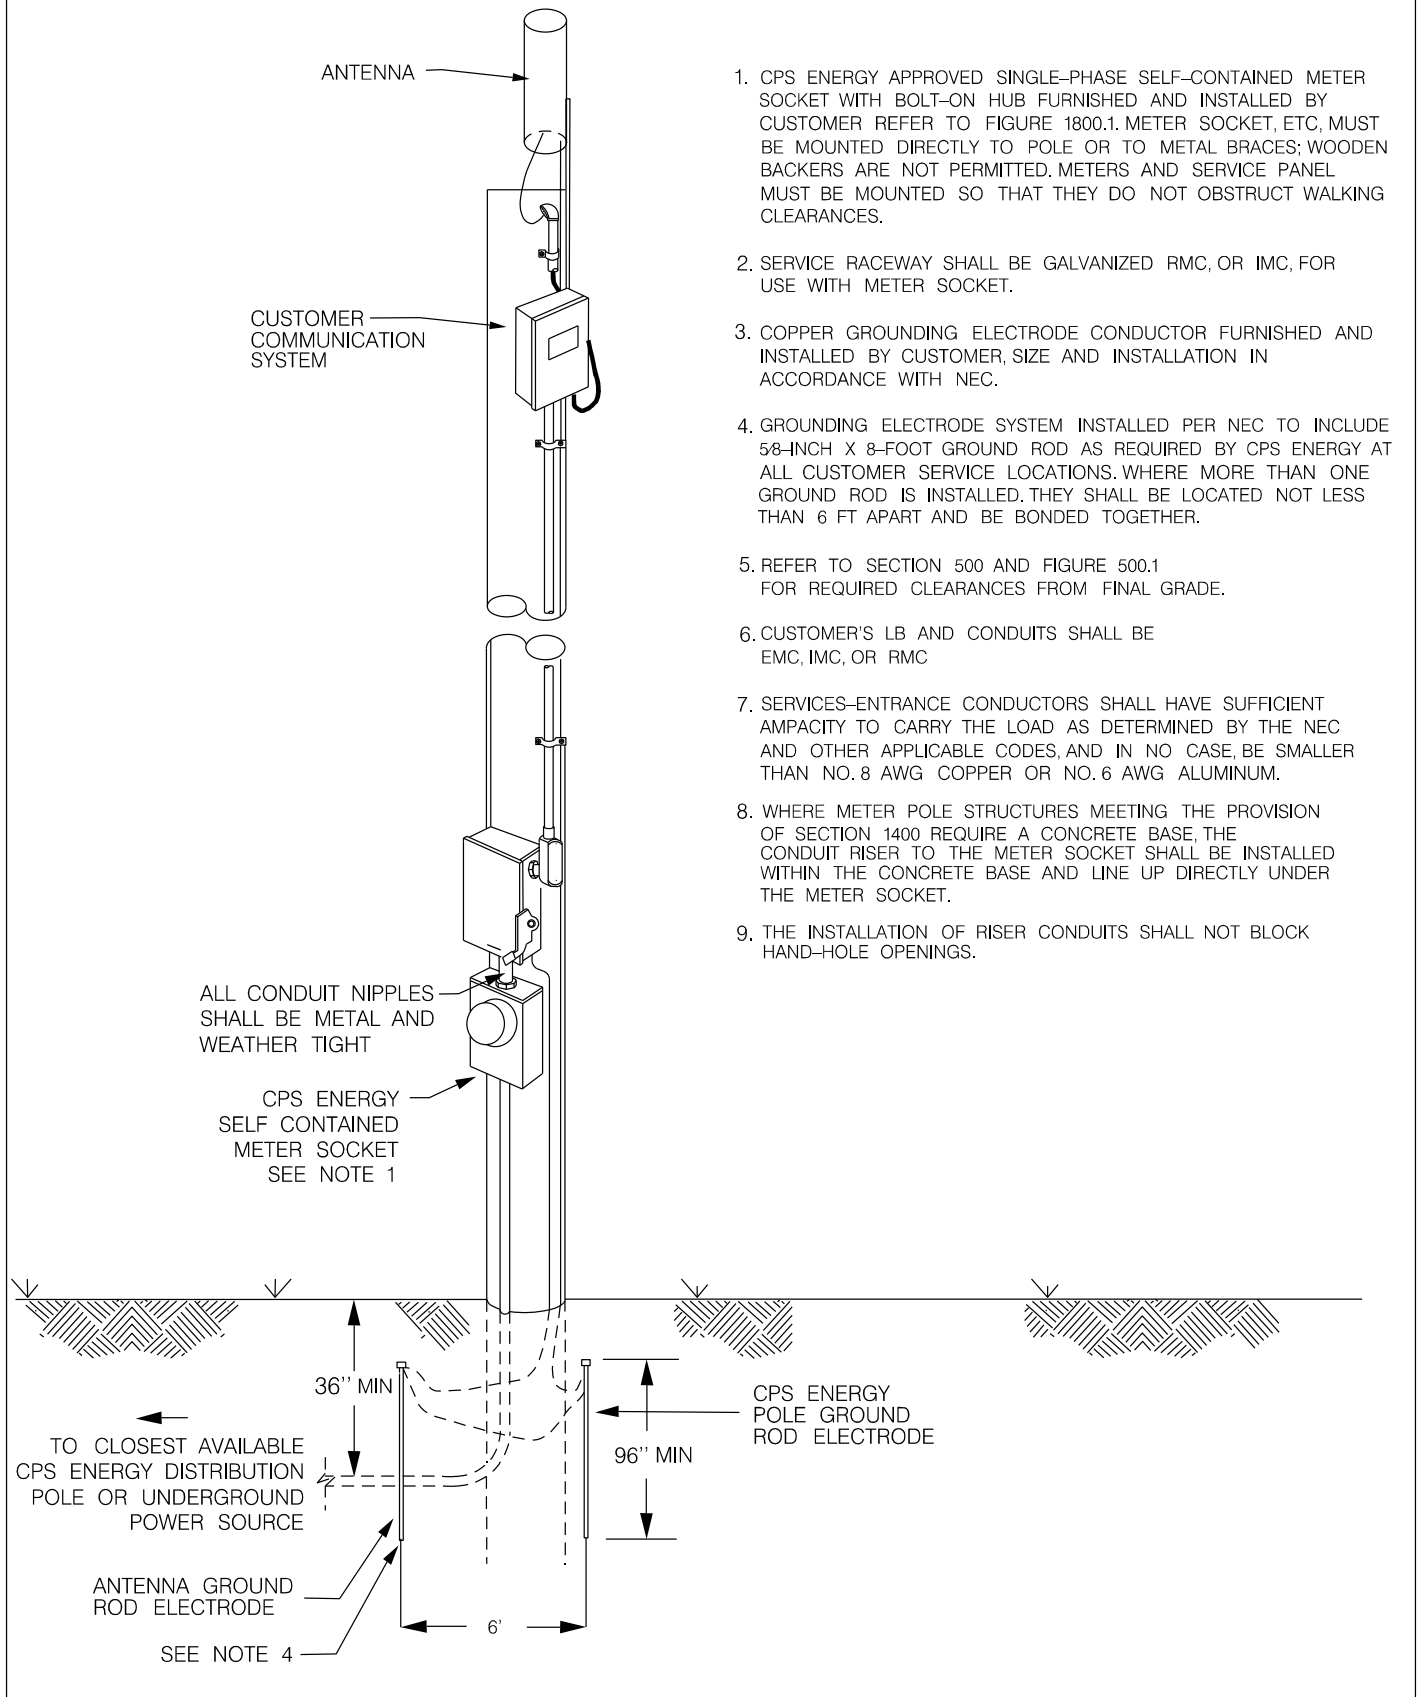 ANTENNA
CUSTOMER
COMMUNICATION
SYSTEM
ALL CONDUIT NIPPLES
SHALL BE METAL AND
WEATHER TIGHT
CPS ENERGY
SELF CONTAINED
METER SOCKET
SEE NOTE 1
36'' MIN
TO CLOSEST AVAILABLE
CPS ENERGY DISTRIBUTION
POLE OR UNDERGROUND
POWER SOURCE
ANTENNA GROUND
ROD ELECTRODE
SEE NOTE 4
6'
96'' MIN
CPS ENERGY
POLE GROUND
ROD ELECTRODE
1. CPS ENERGY APPROVED SINGLE–PHASE SELF–CONTAINED METER
SOCKET WITH BOLT–ON HUB FURNISHED AND INSTALLED BY
CUSTOMER REFER TO FIGURE 1800.1. METER SOCKET, ETC, MUST
BE MOUNTED DIRECTLY TO POLE OR TO METAL BRACES; WOODEN
BACKERS ARE NOT PERMITTED. METERS AND SERVICE PANEL
MUST BE MOUNTED SO THAT THEY DO NOT OBSTRUCT WALKING
CLEARANCES.
2. SERVICE RACEWAY SHALL BE GALVANIZED RMC, OR IMC, FOR
USE WITH METER SOCKET.
3. COPPER GROUNDING ELECTRODE CONDUCTOR FURNISHED AND
INSTALLED BY CUSTOMER, SIZE AND INSTALLATION IN
ACCORDANCE WITH NEC.
4. GROUNDING ELECTRODE SYSTEM INSTALLED PER NEC TO INCLUDE
5/8–INCH X 8–FOOT GROUND ROD AS REQUIRED BY CPS ENERGY AT
ALL CUSTOMER SERVICE LOCATIONS. WHERE MORE THAN ONE
GROUND ROD IS INSTALLED. THEY SHALL BE LOCATED NOT LESS
THAN 6 FT APART AND BE BONDED TOGETHER.
5. REFER TO SECTION 500 AND FIGURE 500.1
FOR REQUIRED CLEARANCES FROM FINAL GRADE.
6. CUSTOMER'S LB AND CONDUITS SHALL BE
EMC, IMC, OR RMC
7. SERVICES–ENTRANCE CONDUCTORS SHALL HAVE SUFFICIENT
AMPACITY TO CARRY THE LOAD AS DETERMINED BY THE NEC
AND OTHER APPLICABLE CODES, AND IN NO CASE, BE SMALLER
THAN NO. 8 AWG COPPER OR NO. 6 AWG ALUMINUM.
8. WHERE METER POLE STRUCTURES MEETING THE PROVISION
OF SECTION 1400 REQUIRE A CONCRETE BASE, THE
CONDUIT RISER TO THE METER SOCKET SHALL BE INSTALLED
WITHIN THE CONCRETE BASE AND LINE UP DIRECTLY UNDER
THE METER SOCKET.
9. THE INSTALLATION OF RISER CONDUITS SHALL NOT BLOCK
HAND–HOLE OPENINGS.